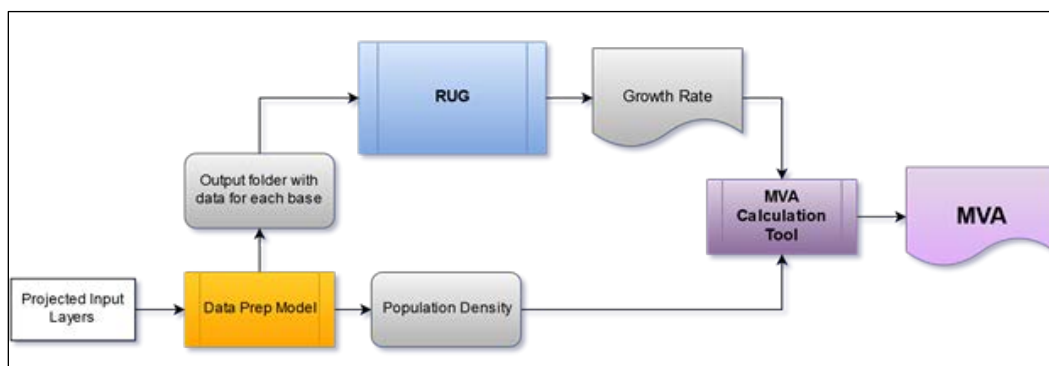 RUG
Growth Rate
Output folder with
data for each base
MVA
Calculation
Tool
MVA
Projected Input
Layers
Data Prep Model
Population Density